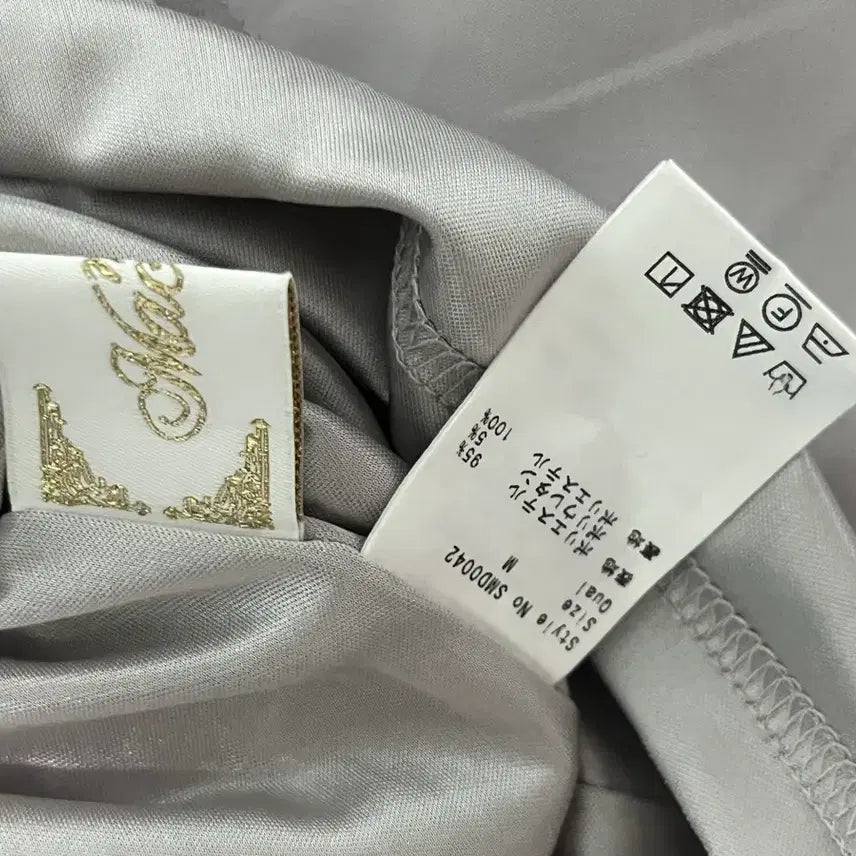 Mac
Style No SMD0042
Size M
Qual 表地 ポリエステル 95%
ポリウレタン 5%
裏地 ポリエステル 100%
W
F